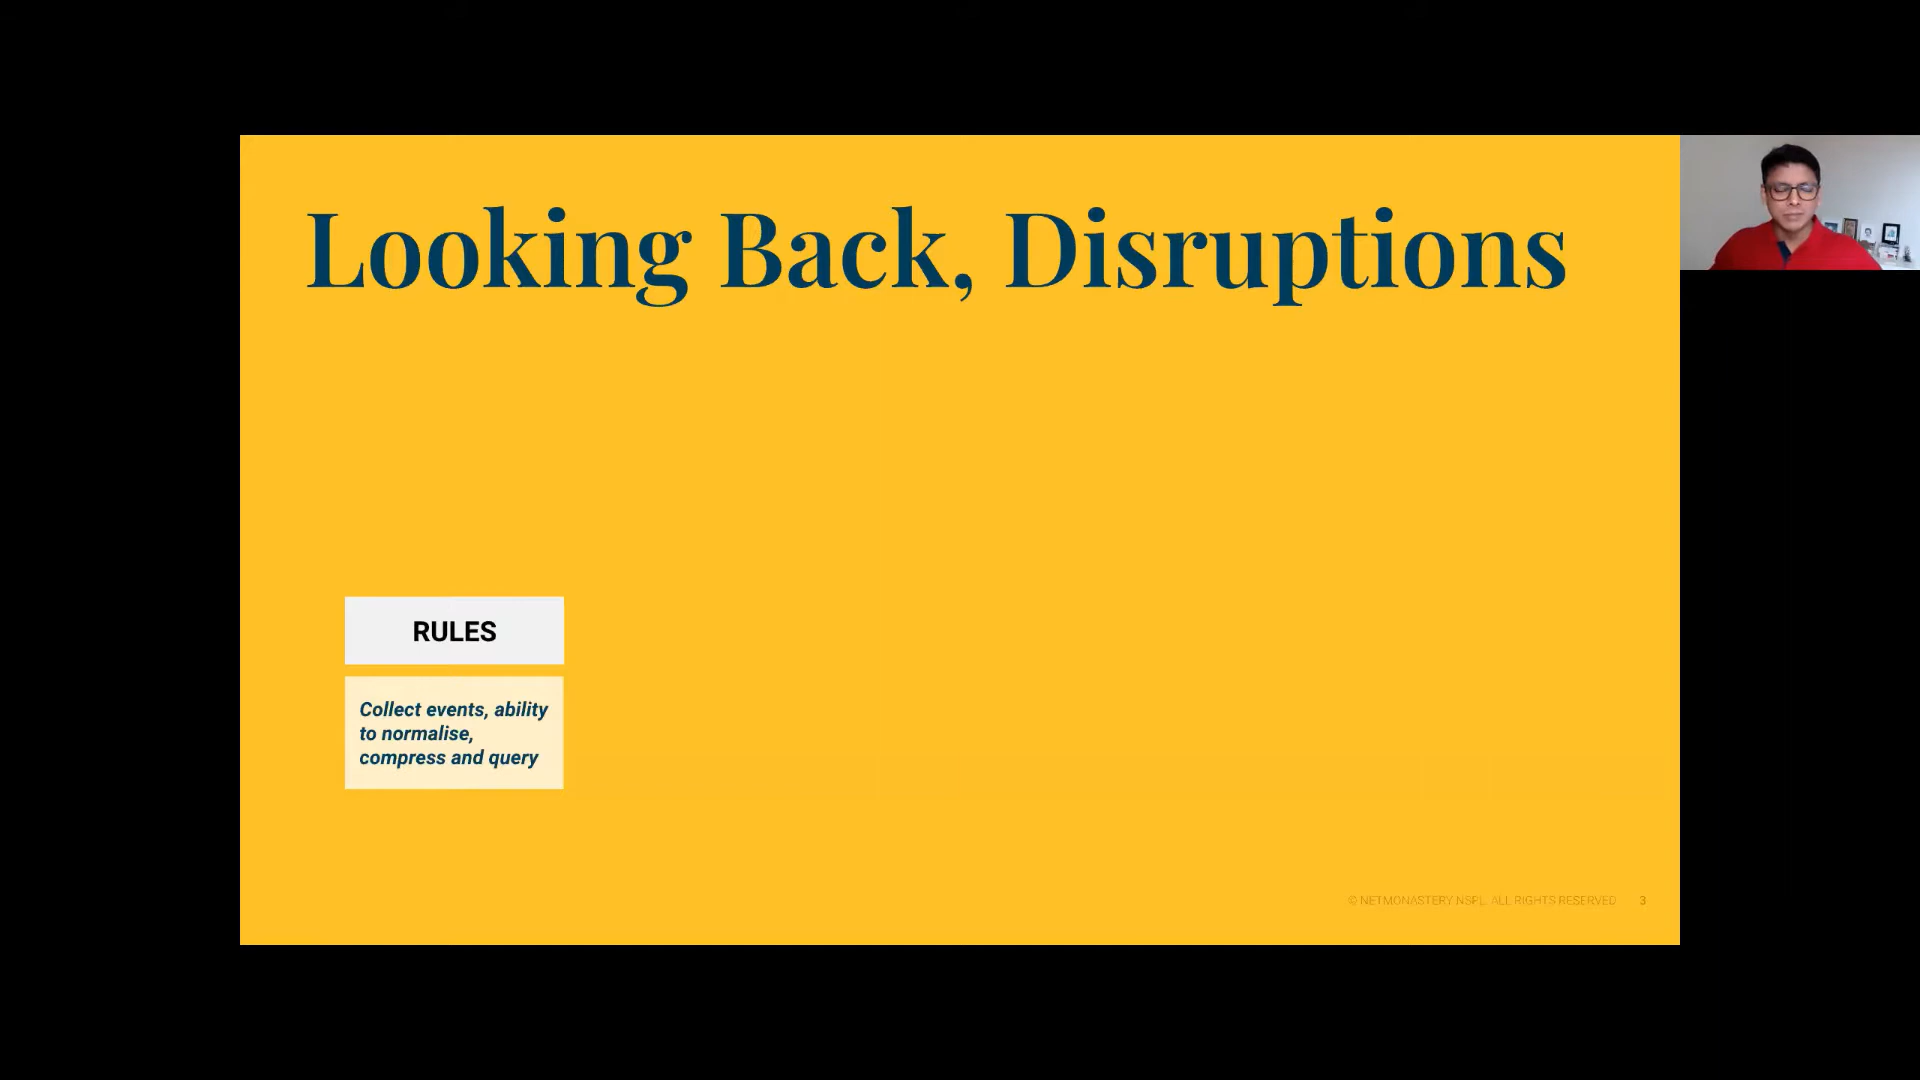 Looking Back, Disruptions
RULES
Collect events, ability
to normalise,
compress and query
© NETMONASTERY NSPL. ALL RIGHTS RESERVED 3